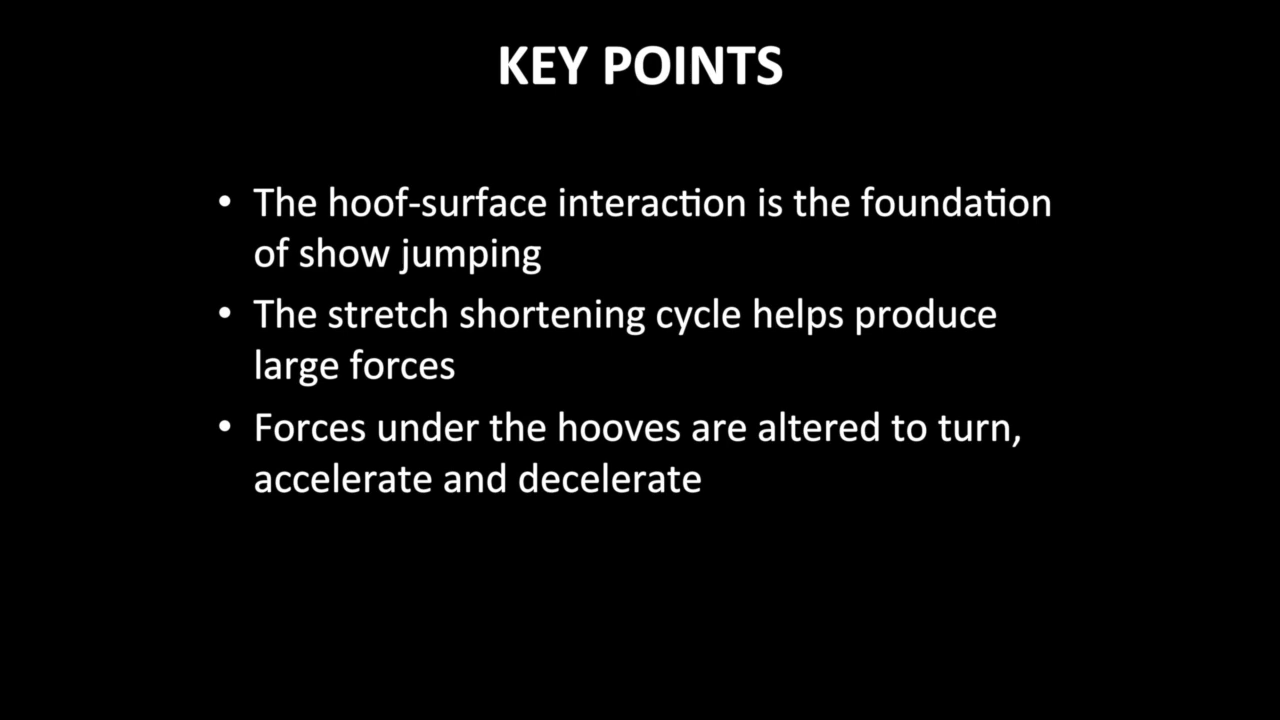 KEY POINTS
• The hoof-surface interaction is the foundation
of show jumping
• The stretch shortening cycle helps produce
large forces
• Forces under the hooves are altered to turn,
accelerate and decelerate